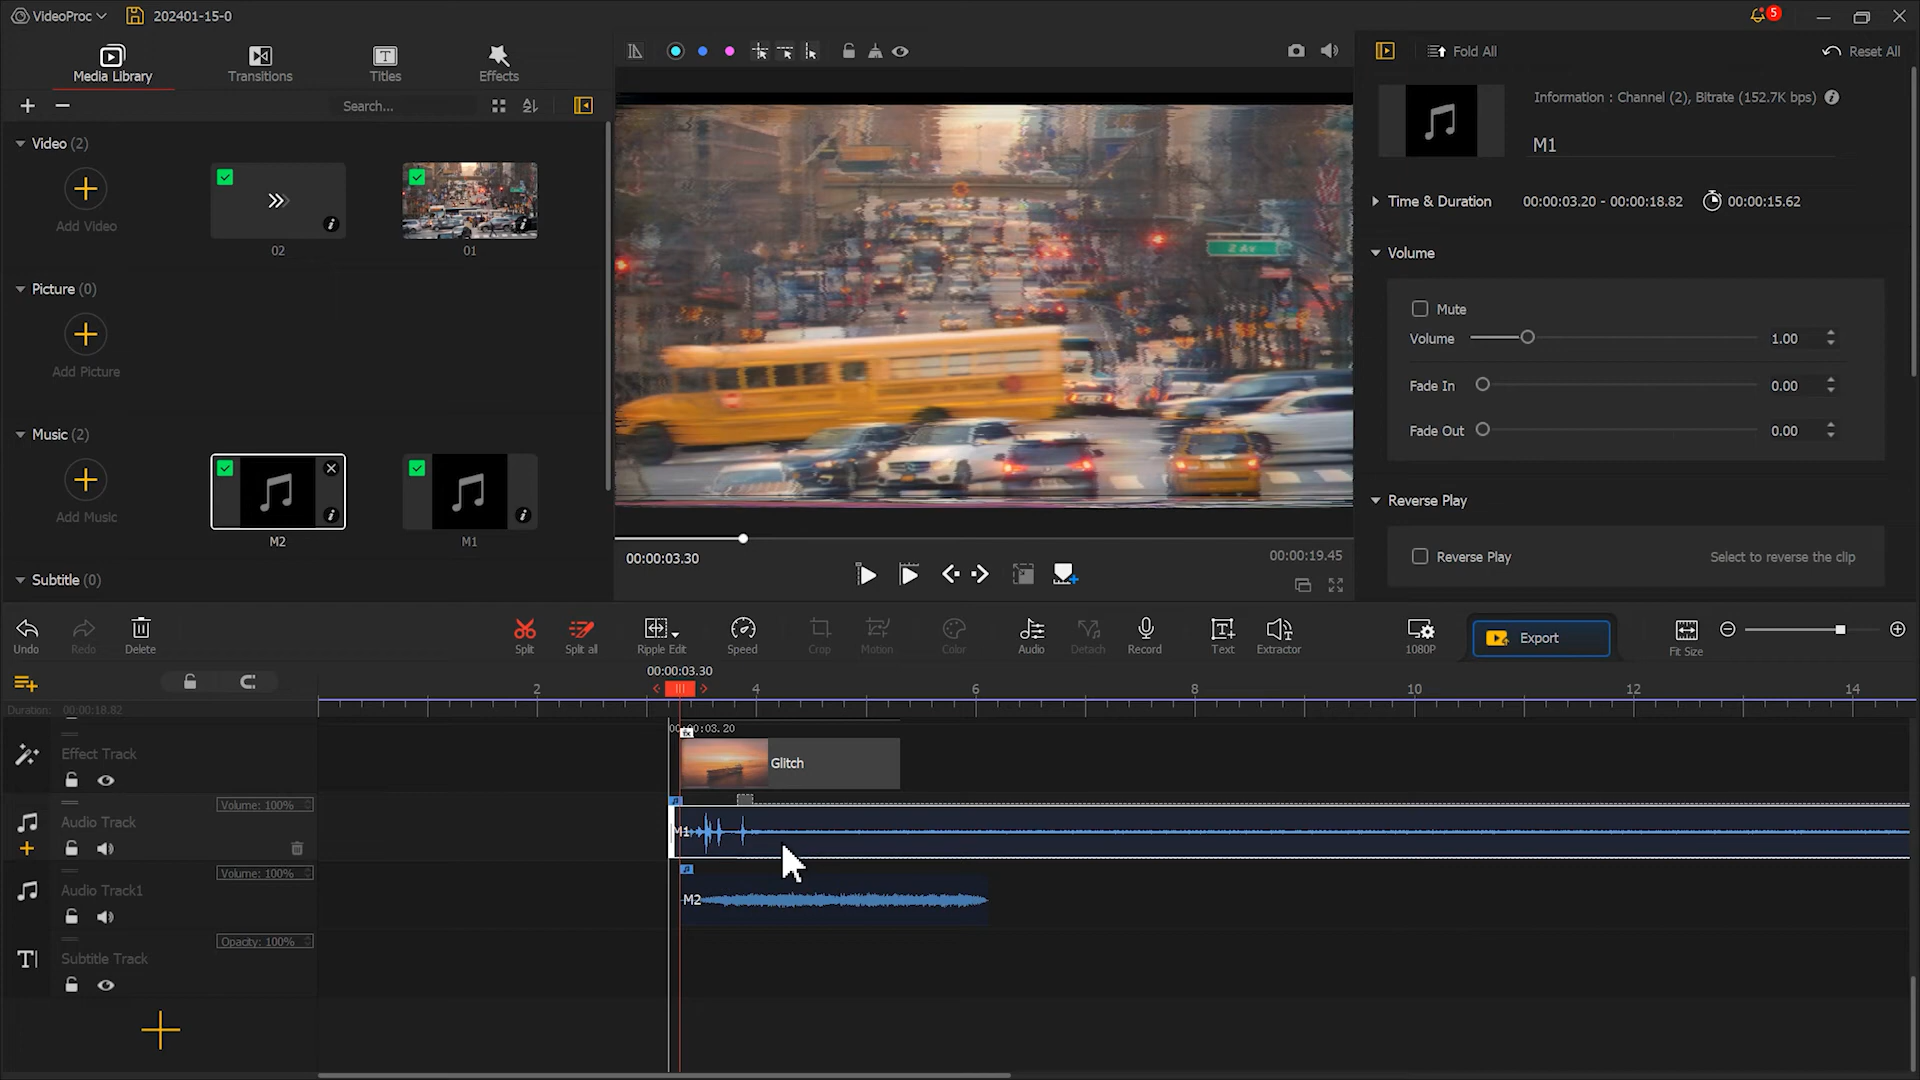 VideoProc
202401-15-0
5
Media Library
Transitions
Titles
Effects
Search...
Video (2)
Add Video
02
01
Picture (0)
Add Picture
Music (2)
Add Music
M2
M1
Subtitle (0)
2 Av
00:00:03.30
00:00:19.45
Fold All
Reset All
Information : Channel (2), Bitrate (152.7K bps)
M1
Time & Duration
00:00:03.20 - 00:00:18.82
00:00:15.62
Volume
Mute
Volume
1.00
Fade In
0.00
Fade Out
0.00
Reverse Play
Reverse Play
Select to reverse the clip
Undo
Redo
Delete
Split
Split all
Ripple Edit
Speed
Crop
Motion
Color
Audio
Detach
Record
Text
Extractor
1080P
Export
Fit Size
00:00:03.30
2
4
6
8
10
12
14
Duration: 00:00:18.82
Effect Track
Glitch
Volume: 100%
Audio Track
M1
Volume: 100%
Audio Track1
M2
Opacity: 100%
Subtitle Track